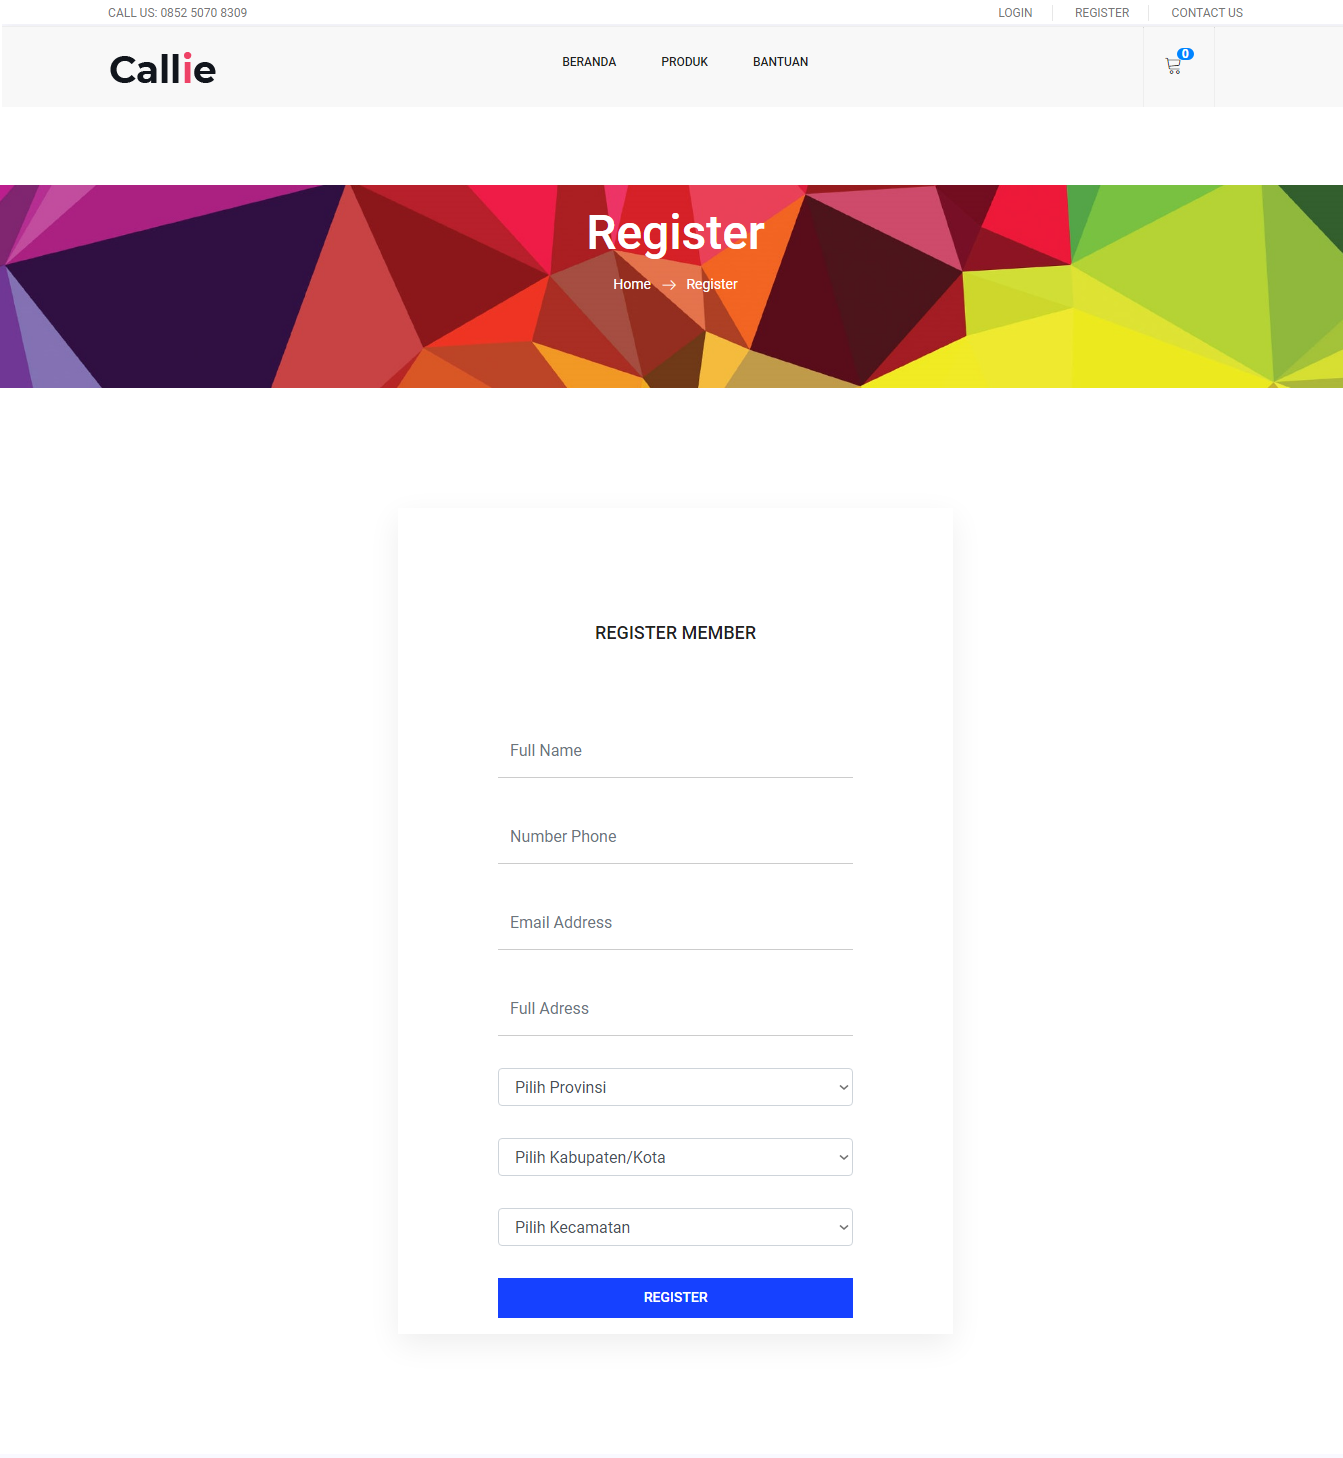 CALL US: 0852 5070 8309
LOGIN
REGISTER
CONTACT US
Callie
BERANDA
PRODUK
BANTUAN
0
Register
Home → Register
REGISTER MEMBER
Full Name
Number Phone
Email Address
Full Adress
Pilih Provinsi
Pilih Kabupaten/Kota
Pilih Kecamatan
REGISTER